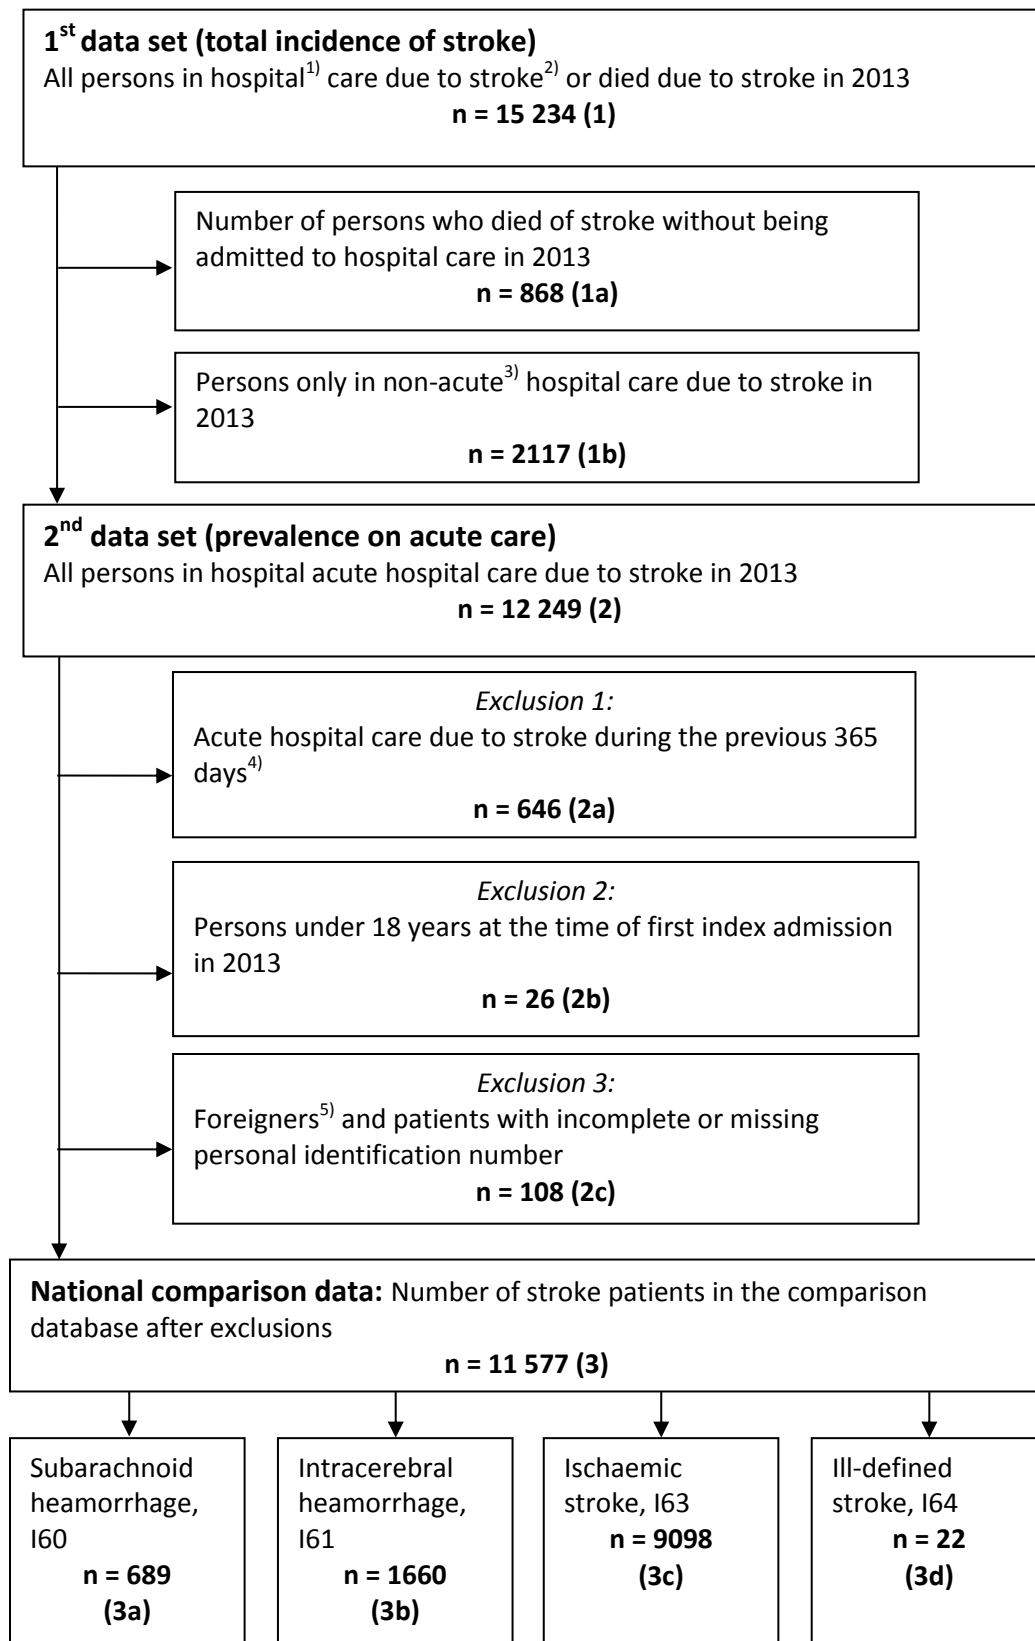 1st data set (total incidence of stroke)
All persons in hospital1) care due to stroke2) or died due to stroke in 2013
n = 15 234 (1)
Number of persons who died of stroke without being
admitted to hospital care in 2013
n = 868 (1a)
Persons only in non-acute3) hospital care due to stroke in
2013
n = 2117 (1b)
2nd data set (prevalence on acute care)
All persons in hospital acute hospital care due to stroke in 2013
n = 12 249 (2)
Exclusion 1:
Acute hospital care due to stroke during the previous 365
days4)
n = 646 (2a)
Exclusion 2:
Persons under 18 years at the time of first index admission
in 2013
n = 26 (2b)
Exclusion 3:
Foreigners5) and patients with incomplete or missing
personal identification number
n = 108 (2c)
National comparison data: Number of stroke patients in the comparison
database after exclusions
n = 11 577 (3)
Subarachnoid
heamorrhage,
I60
n = 689
(3a)
Intracerebral
heamorrhage,
I61
n = 1660
(3b)
Ischaemic
stroke, I63
n = 9098
(3c)
Ill-defined
stroke, I64
n = 22
(3d)